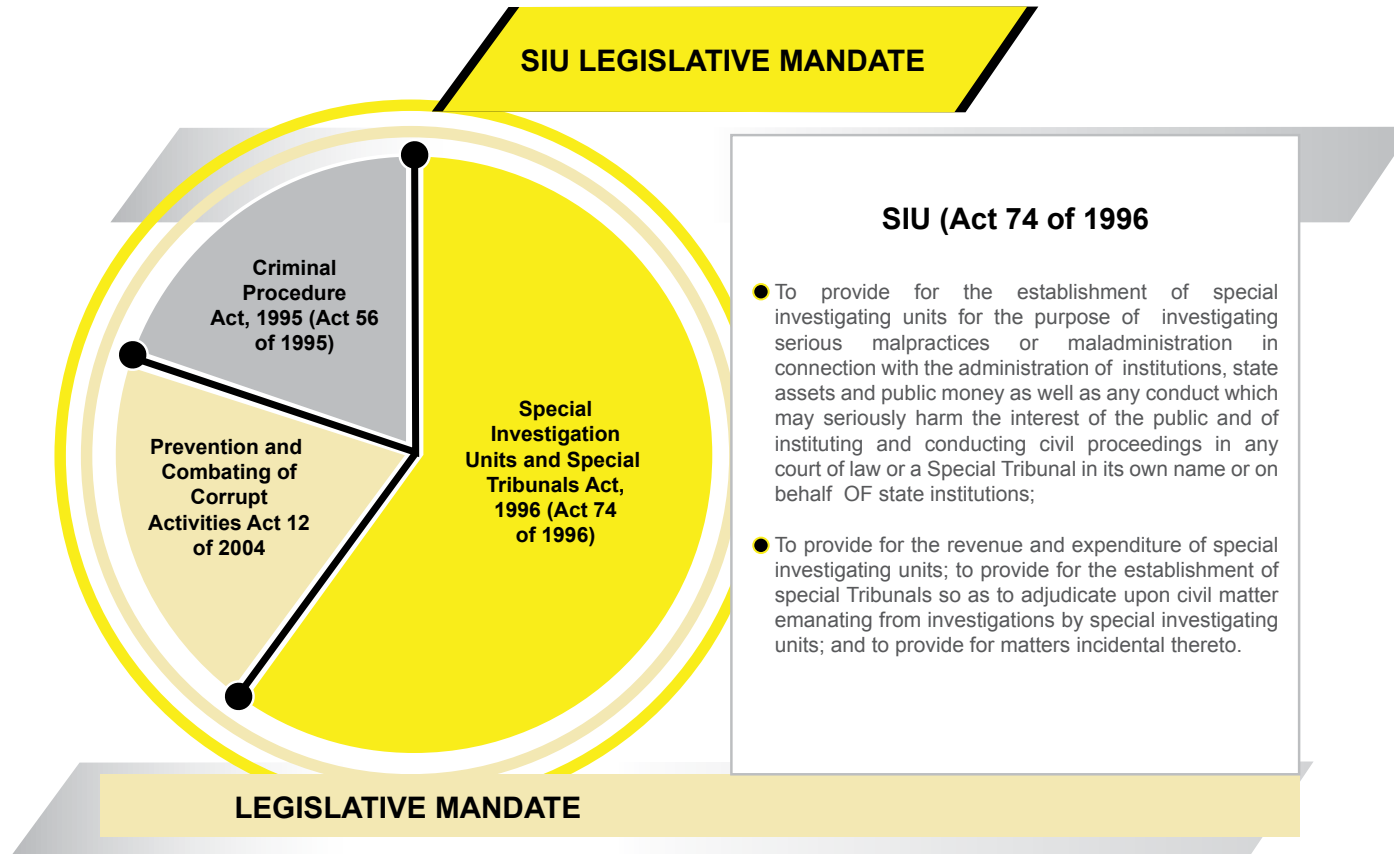 SIU LEGISLATIVE MANDATE
Criminal
Procedure
Act, 1995 (Act 56
of 1995)
Prevention and
Combating of
Corrupt
Activities Act 12
of 2004
Special
Investigation
Units and Special
Tribunals Act,
1996 (Act 74
of 1996)
SIU (Act 74 of 1996
To provide for the establishment of special
investigating units for the purpose of investigating
serious malpractices or maladministration in
connection with the administration of institutions, state
assets and public money as well as any conduct which
may seriously harm the interest of the public and of
instituting and conducting civil proceedings in any
court of law or a Special Tribunal in its own name or on
behalf OF state institutions;
To provide for the revenue and expenditure of special
investigating units; to provide for the establishment of
special Tribunals so as to adjudicate upon civil matter
emanating from investigations by special investigating
units; and to provide for matters incidental thereto.
LEGISLATIVE MANDATE